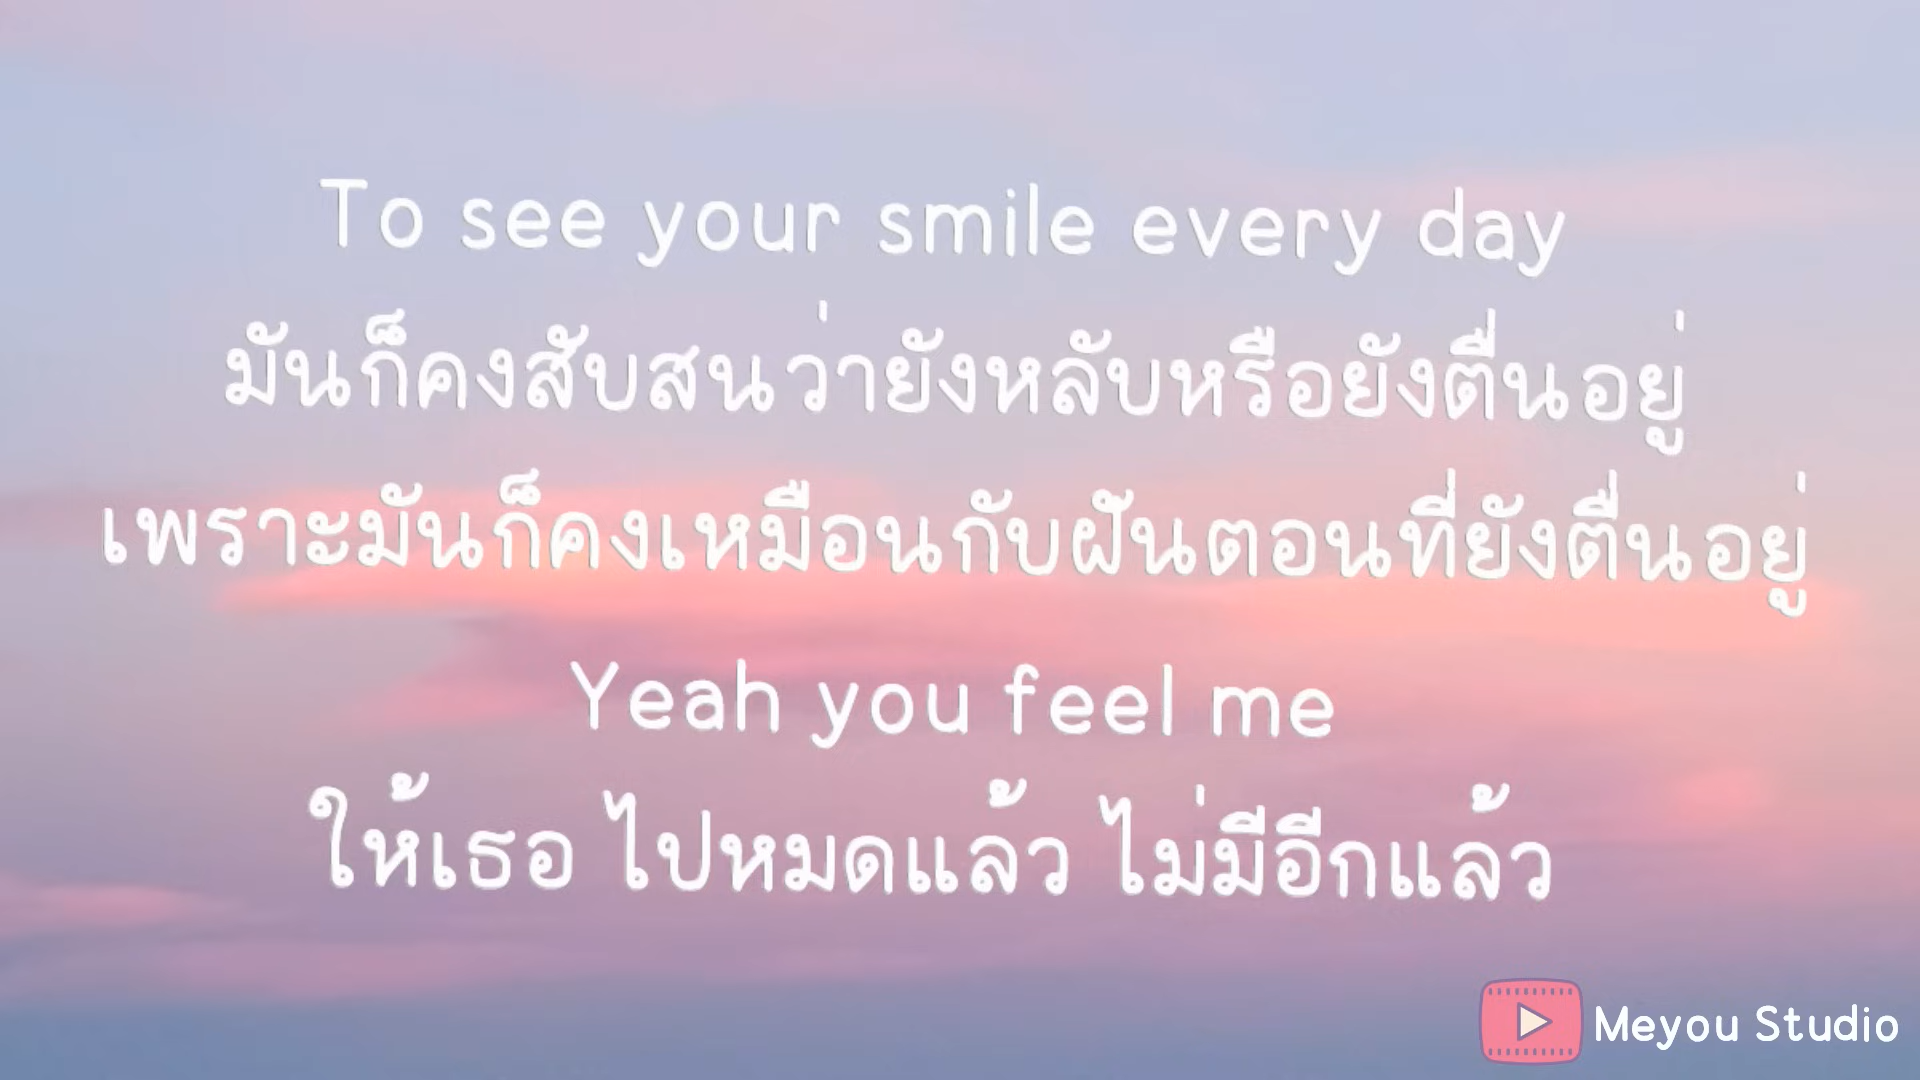 To see your smile every day
มันก็คงสับสนว่ายังหลับหรือยังตื่นอยู่
เพราะมันก็คงเหมือนกับฝันตอนที่ยังตื่นอยู่
Yeah you feel me
ให้เธอ ไปหมดแล้ว ไม่มีอีกแล้ว
Meyou Studio